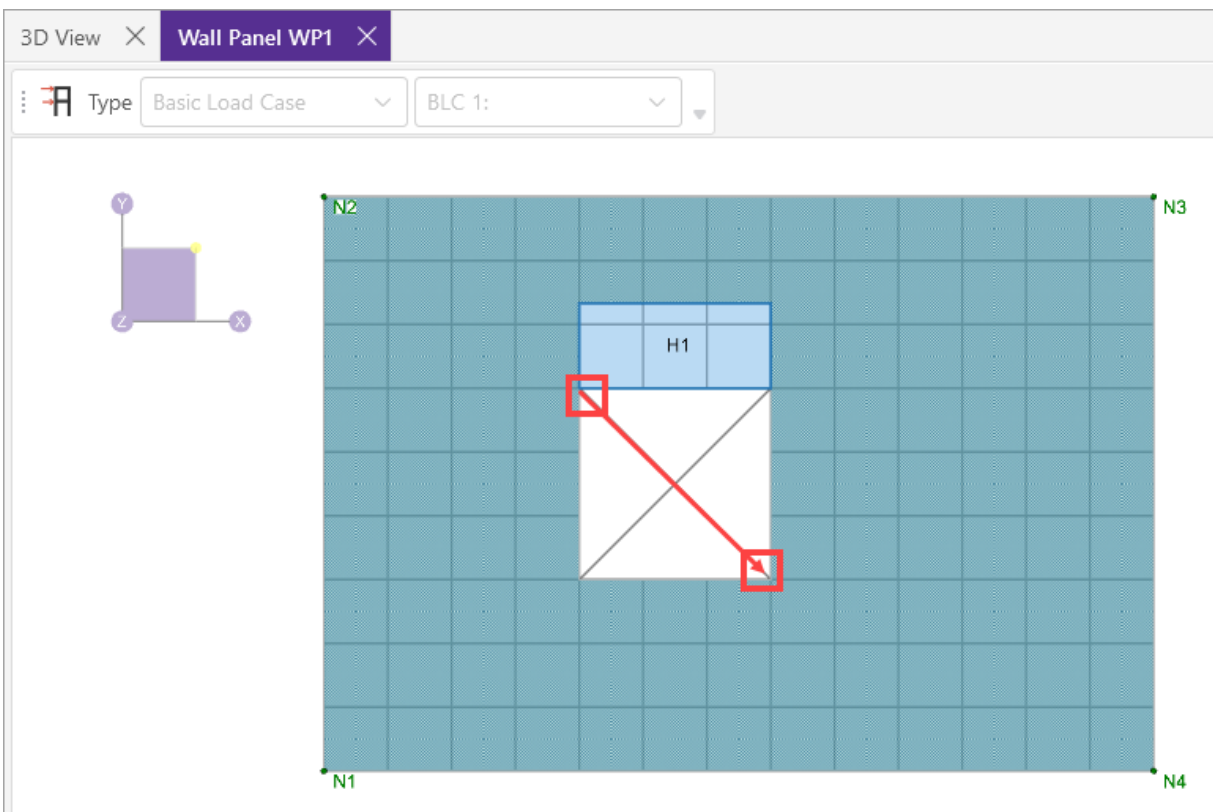 3D View Wall Panel WP1
Type Basic Load Case BLC 1:
Y
N2 N3
H1
Z X
N1 N4